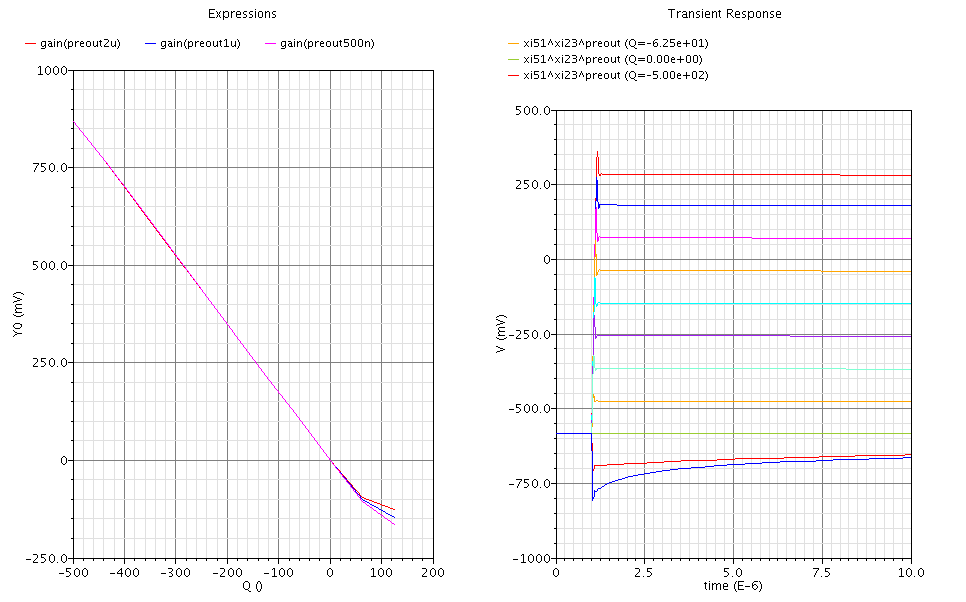 Expressions
gain(preout2u) gain(preout1u) gain(preout500n)
1000
750.0
500.0
250.0
0
-250.0
Y0 (mV)
-500 -400 -300 -200 -100 0 100 200
Q ()
Transient Response
xi51^xi23^preout (Q=-6.25e+01)
xi51^xi23^preout (Q=0.00e+00)
xi51^xi23^preout (Q=-5.00e+02)
500.0
250.0
0
-250.0
-500.0
-750.0
-1000
V (mV)
0 2.5 5.0 7.5 10.0
time (E-6)